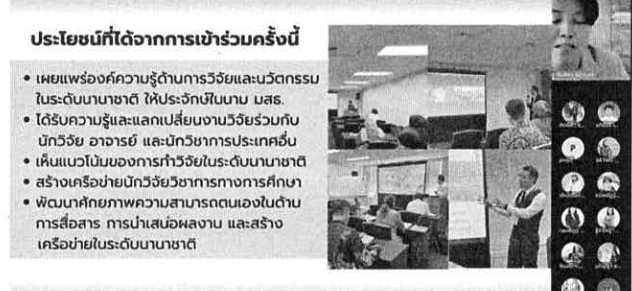 ประโยชน์ที่ได้จากการเข้าร่วมครั้งนี้
• เผยแพร่องค์ความรู้ด้านการวิจัยและนวัตกรรม
ในระดับนานาชาติ ให้ประจักษ์ในนาม มสธ.
• ได้รับความรู้และแลกเปลี่ยนงานวิจัยร่วมกับ
นักวิจัย อาจารย์ และนักวิชาการประเทศอื่น
• เห็นแนวโน้มของการทำวิจัยในระดับนานาชาติ
• สร้างเครือข่ายนักวิจัยวิชาการทางการศึกษา
• พัฒนาศักยภาพความสามารถตนเองในด้าน
การสื่อสาร การนำเสนอผลงาน และสร้าง
เครือข่ายในระดับนานาชาติ
P